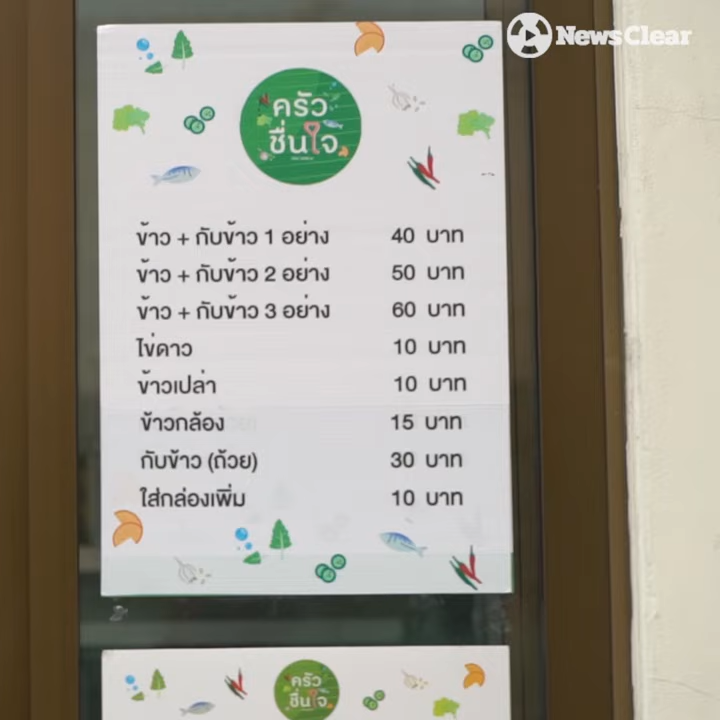 NewsClear
ครัว
ชื่นใจ
ข้าว + กับข้าว 1 อย่าง 40 บาท
ข้าว + กับข้าว 2 อย่าง 50 บาท
ข้าว + กับข้าว 3 อย่าง 60 บาท
ไข่ดาว 10 บาท
ข้าวเปล่า 10 บาท
ข้าวกล้อง 15 บาท
กับข้าว (ถ้วย) 30 บาท
ใส่กล่องเพิ่ม 10 บาท
ครัว
ชื่นใจ